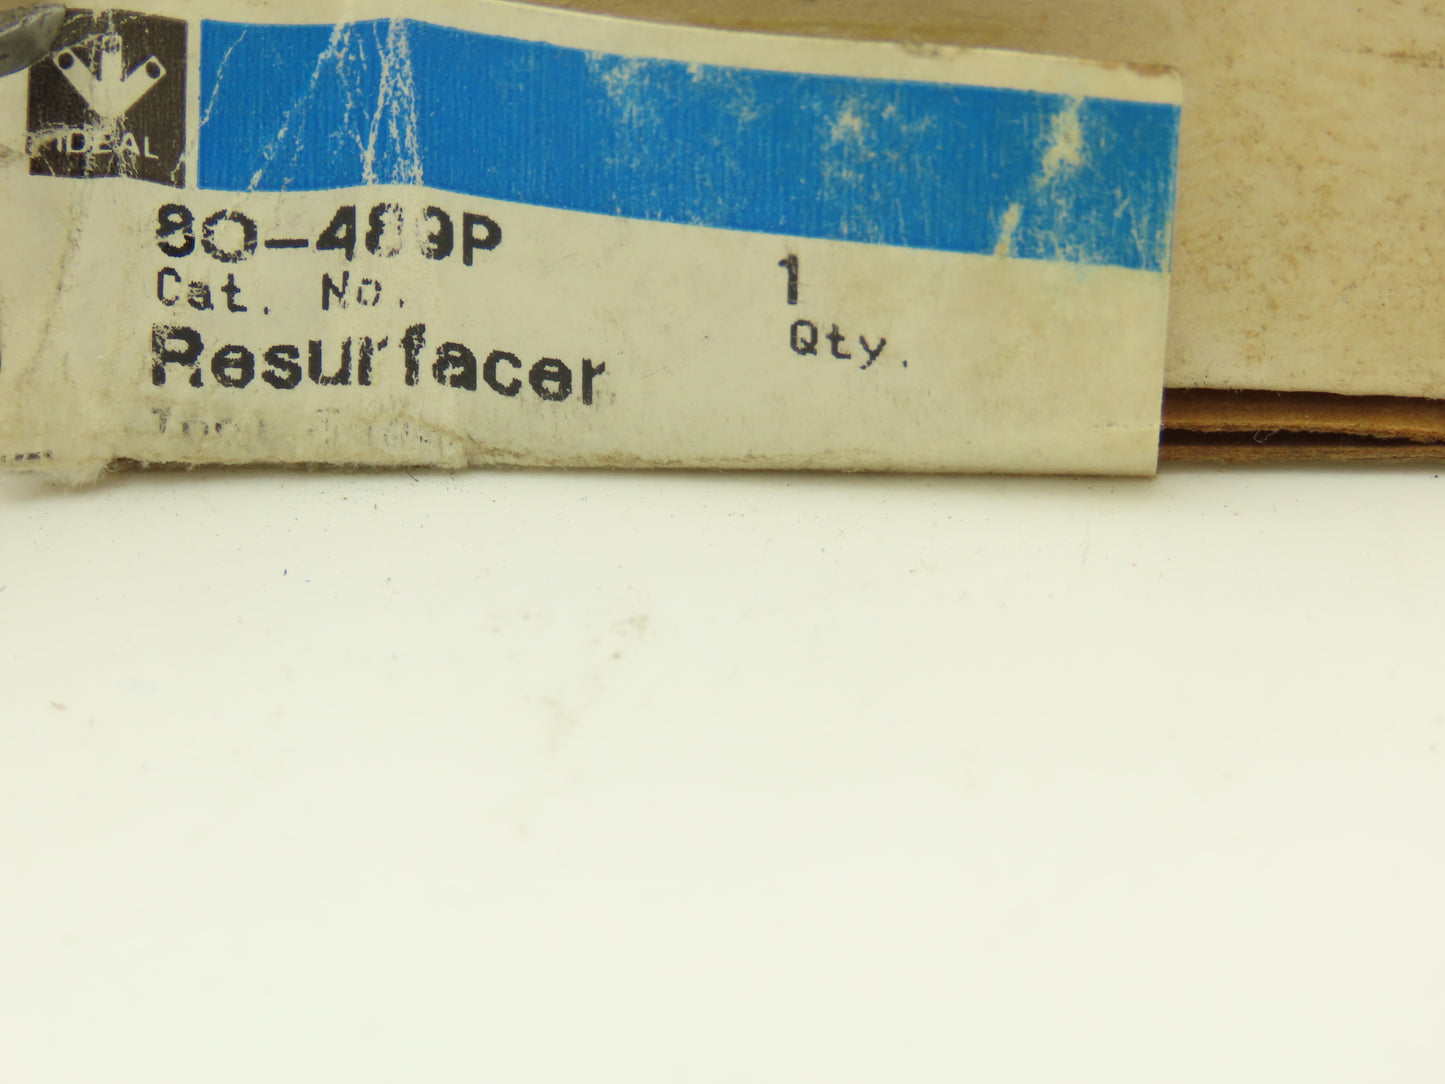 IDEAL
80-489P
Cat. No.
1
Qty.
Resurfacer